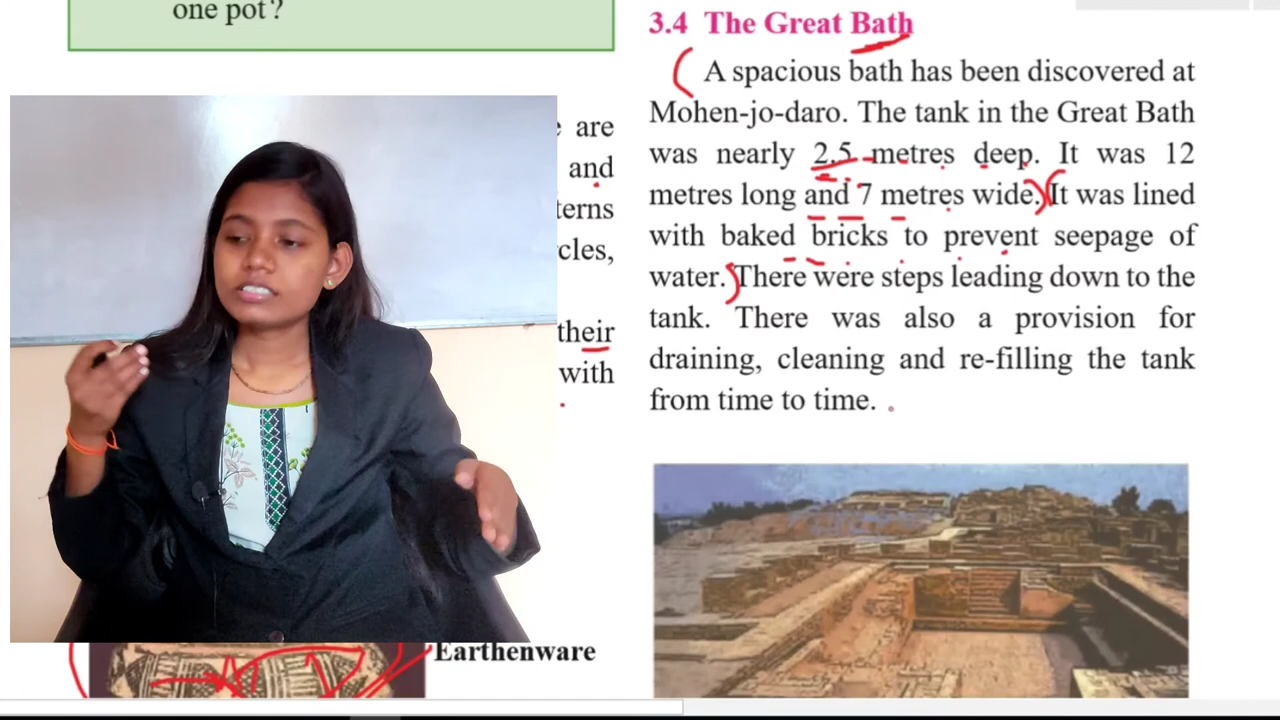 one pot?
are
and
terns
cles,
their
with
Earthenware
3.4 The Great Bath
A spacious bath has been discovered at
Mohen-jo-daro. The tank in the Great Bath
was nearly 2.5 metres deep. It was 12
metres long and 7 metres wide. It was lined
with baked bricks to prevent seepage of
water. There were steps leading down to the
tank. There was also a provision for
draining, cleaning and re-filling the tank
from time to time.